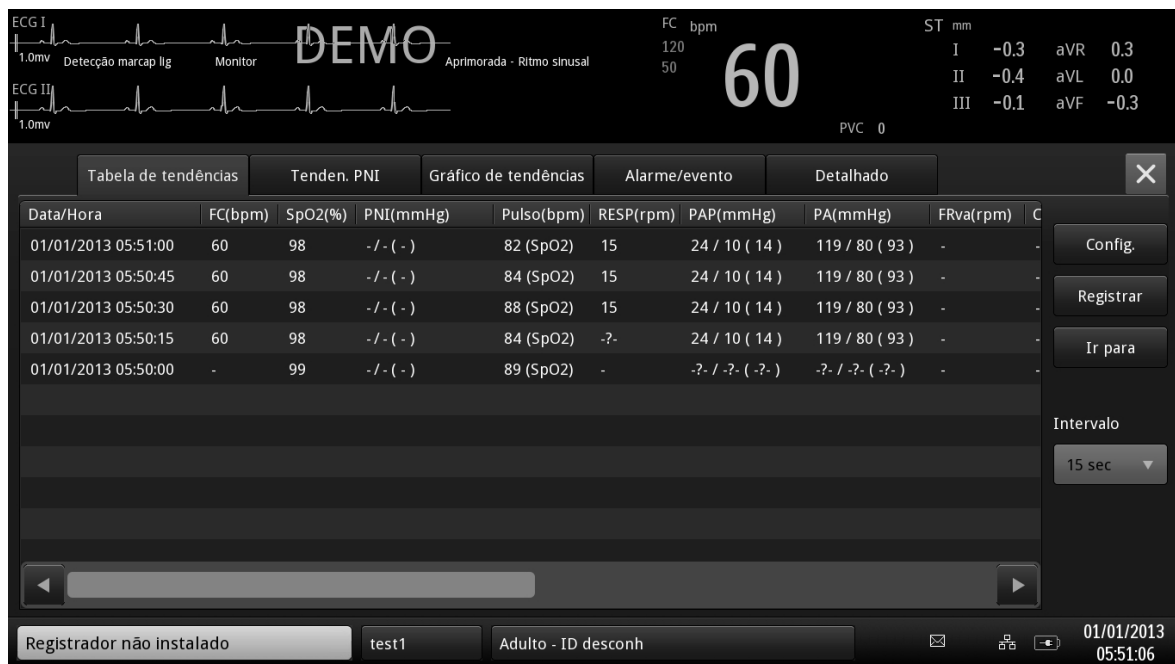 ECG I
1.0mv Detecção marcap lig Monitor DEMO Aprimorada - Ritmo sinusal
ECG II
1.0mv
FC bpm
120
50
60
PVC 0
ST mm
I -0.3 aVR 0.3
II -0.4 aVL 0.0
III -0.1 aVF -0.3
Tabela de tendências Tenden. PNI Gráfico de tendências Alarme/evento Detalhado
Data/Hora FC(bpm) SpO2(%) PNI(mmHg) Pulso(bpm) RESP(rpm) PAP(mmHg) PA(mmHg) FRva(rpm)
01/01/2013 05:51:00 60 98 -/-( - ) 82 (SpO2) 15 24 / 10 ( 14 ) 119 / 80 ( 93 ) - -
01/01/2013 05:50:45 60 98 -/-( - ) 84 (SpO2) 15 24 / 10 ( 14 ) 119 / 80 ( 93 ) - -
01/01/2013 05:50:30 60 98 -/-( - ) 88 (SpO2) 15 24 / 10 ( 14 ) 119 / 80 ( 93 ) - -
01/01/2013 05:50:15 60 98 -/-( - ) 84 (SpO2) -?- 24 / 10 ( 14 ) 119 / 80 ( 93 ) - -
01/01/2013 05:50:00 - 99 -/-( - ) 89 (SpO2) - -?- / -?- ( -?- ) -?- / -?- ( -?- ) - -
Config.
Registrar
Ir para
Intervalo
15 sec
Registrador não instalado test1 Adulto - ID desconh
01/01/2013
05:51:06